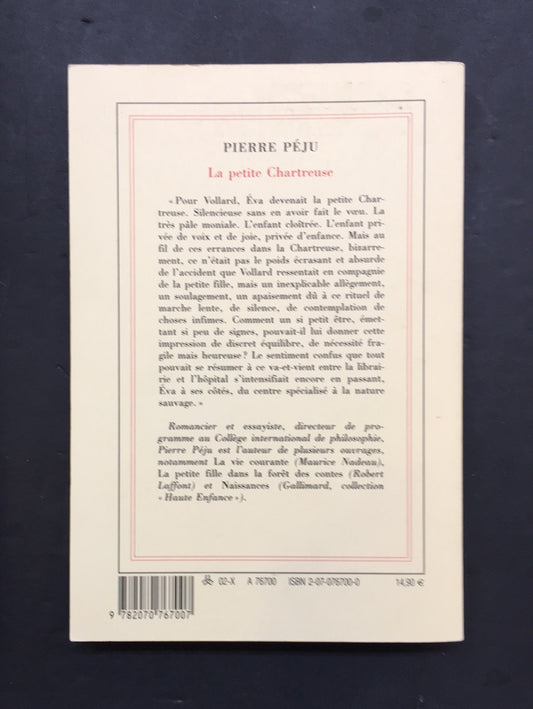 PIERRE PÉJU
La petite Chartreuse
« Pour Vollard, Éva devenait la petite Char-
treuse. Silencieuse sans en avoir fait le vœu. La
très pâle moniale. L'enfant cloîtrée. L'enfant pri-
vée de voix et de joie, privée d'enfance. Mais au
fil de ces errances dans la Chartreuse, bizarre-
ment, ce n'était pas le poids écrasant et absurde
de l'accident que Vollard ressentait en compagnie
de la petite fille, mais un inexplicable allègement,
un soulagement, un apaisement dû à ce rituel de
marche lente, de silence, de contemplation de
choses infimes. Comment un si petit être, émet-
tant si peu de signes, pouvait-il lui donner cette
impression de discret équilibre, de nécessité fra-
gile mais heureuse ? Le sentiment confus que tout
pouvait se résumer à ce va-et-vient entre la librai-
rie et l'hôpital s'intensifiait encore en passant,
Éva à ses côtés, du centre spécialisé à la nature
sauvage. »
Romancier et essayiste, directeur de pro-
gramme au Collège international de philosophie,
Pierre Péju est l'auteur de plusieurs ouvrages,
notamment La vie courante (Maurice Nadeau),
La petite fille dans la forêt des contes (Robert
Laffont) et Naissances (Gallimard, collection
« Haute Enfance »).
02-X A 76700 ISBN 2-07-076700-0 14,90 €
9 782070 767007